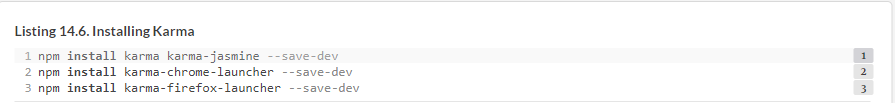 Listing 14.6. Installing Karma
1 npm install karma karma-jasmine --save-dev 1
2 npm install karma-chrome-launcher --save-dev 2
3 npm install karma-firefox-launcher --save-dev 3